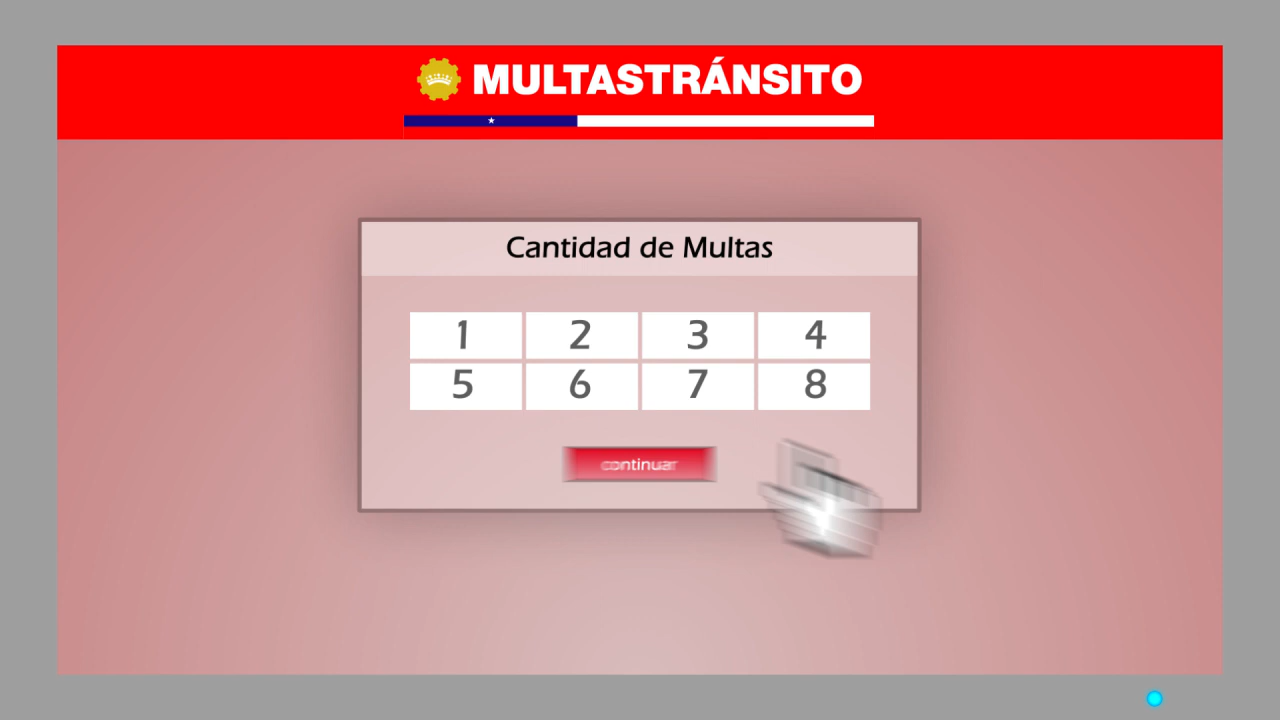 MULTASTRÁNSITO
Cantidad de Multas
1 2 3 4
5 6 7 8
continuar